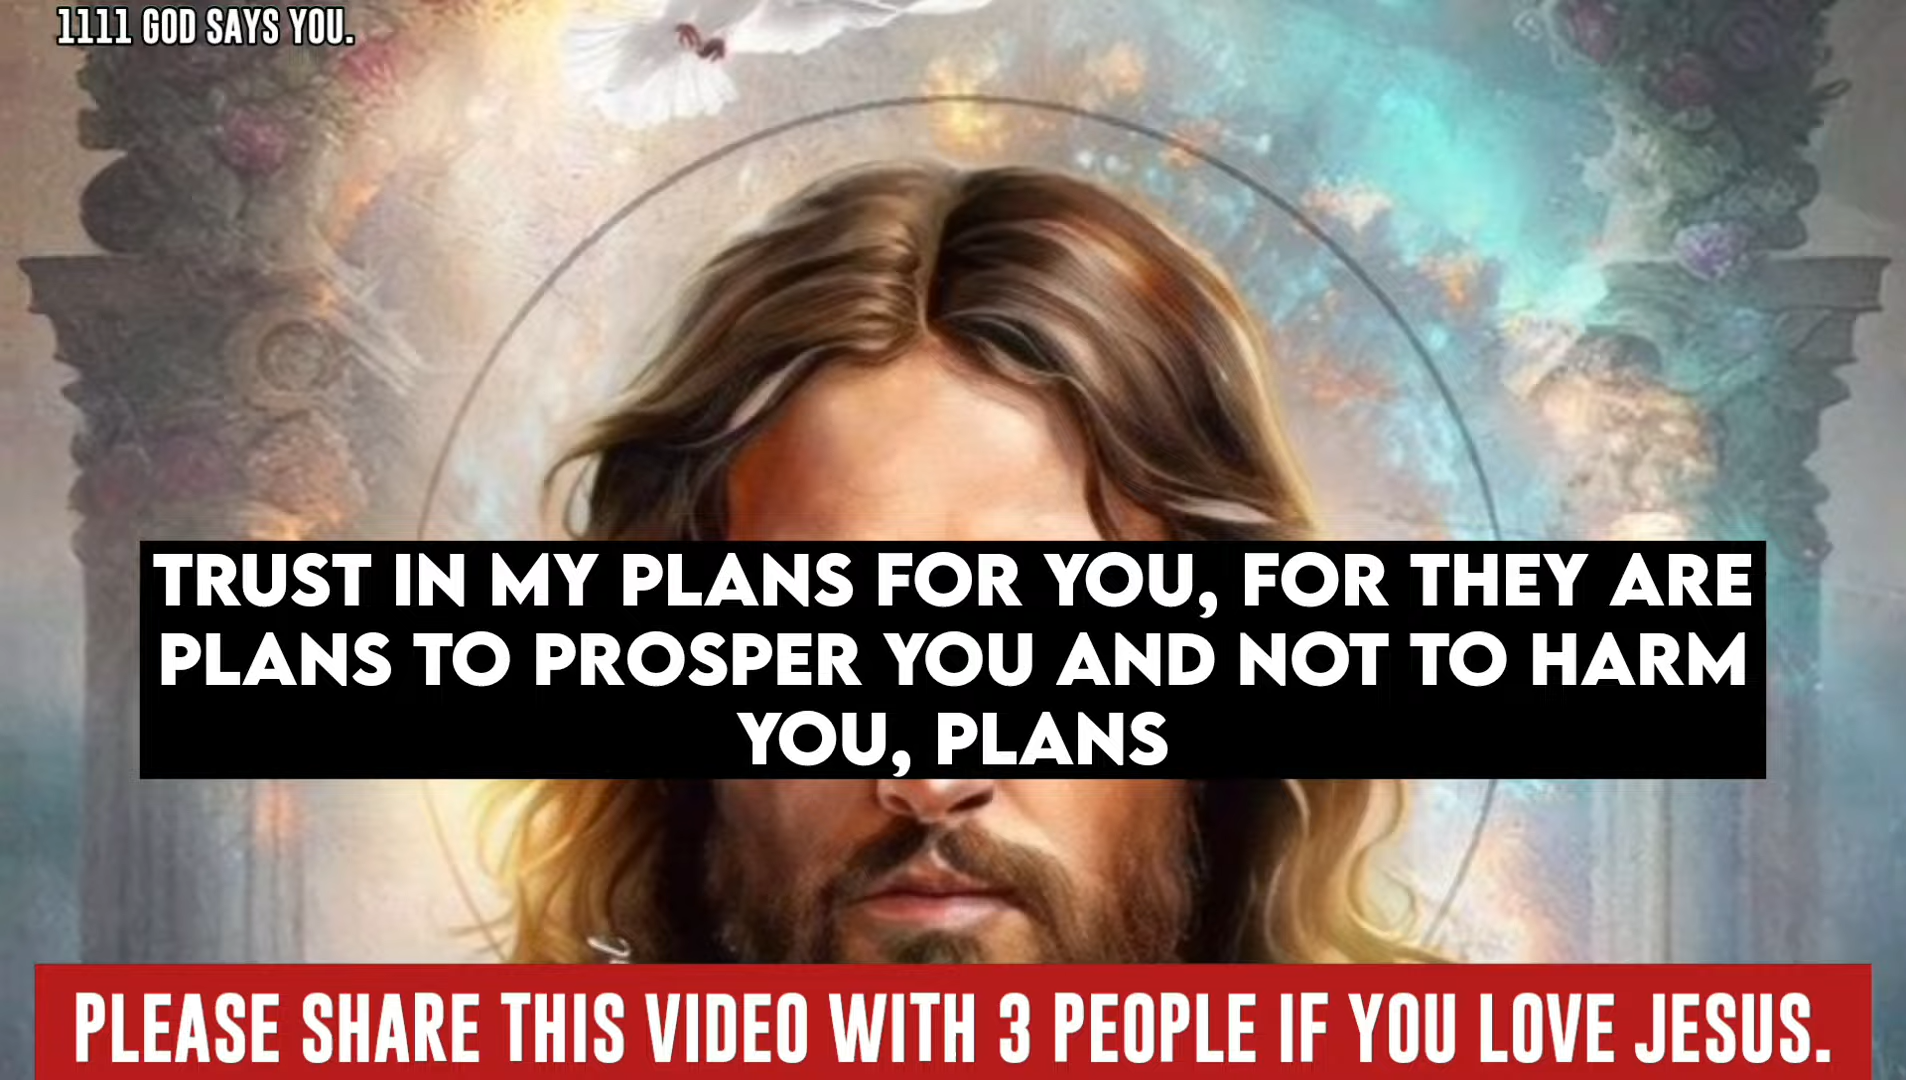 1111 GOD SAYS YOU.
TRUST IN MY PLANS FOR YOU, FOR THEY ARE
PLANS TO PROSPER YOU AND NOT TO HARM
YOU, PLANS
PLEASE SHARE THIS VIDEO WITH 3 PEOPLE IF YOU LOVE JESUS.